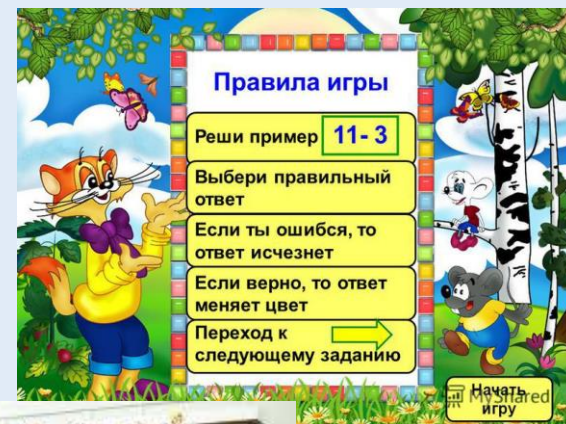 Правила игры
Реши пример 11- 3
Выбери правильный
ответ
Если ты ошибся, то
ответ исчезнет
Если верно, то ответ
меняет цвет
Переход к
следующему заданию
Начать
игру
MyShared